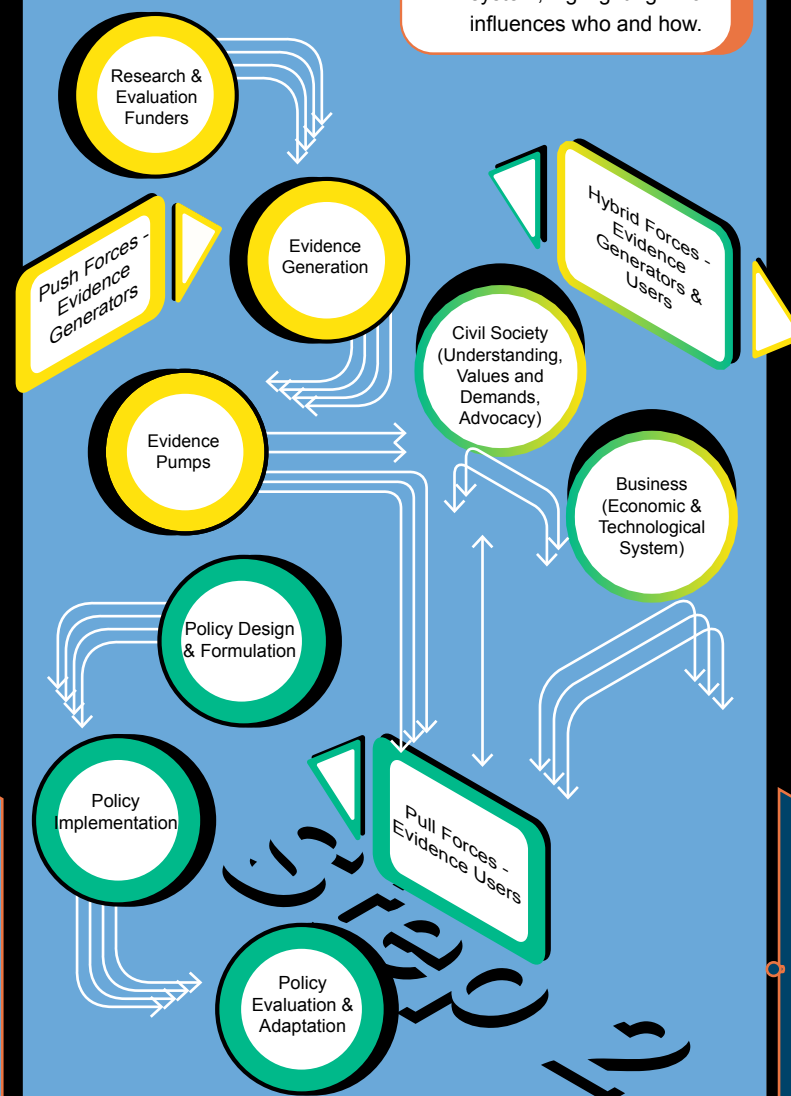 influences who and how.
Research &
Evaluation
Funders
Push Forces -
Evidence
Generators
Evidence
Generation
Hybrid Forces -
Evidence
Generators &
Users
Civil Society
(Understanding,
Values and
Demands,
Advocacy)
Evidence
Pumps
Business
(Economic &
Technological
System)
Policy Design
& Formulation
Policy
Implementation
Pull Forces -
Evidence Users
Policy
Evaluation &
Adaptation